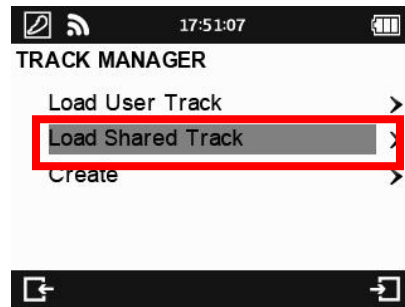 17:51:07
TRACK MANAGER
Load User Track
Load Shared Track
Create